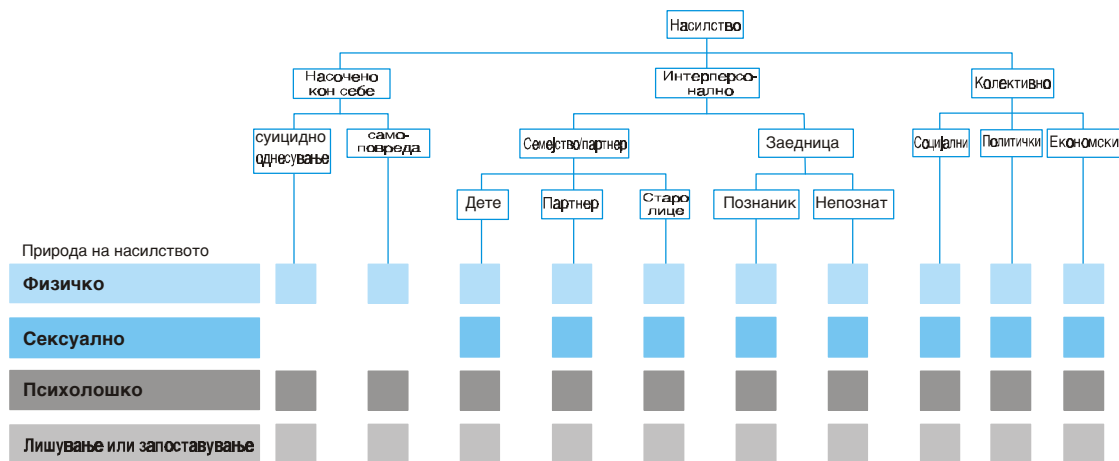 Насилство
Насочено
кон себе
Интерперсо-
нално
Колективно
суицидно
однесување
само-
повреда
Семејство/партнер
Заедница
Социјални
Политички
Економски
Дете
Партнер
Старо
лице
Познаник
Непознат
Природа на насилството
Физичко
Сексуално
Психолошко
Лишување или запоставување